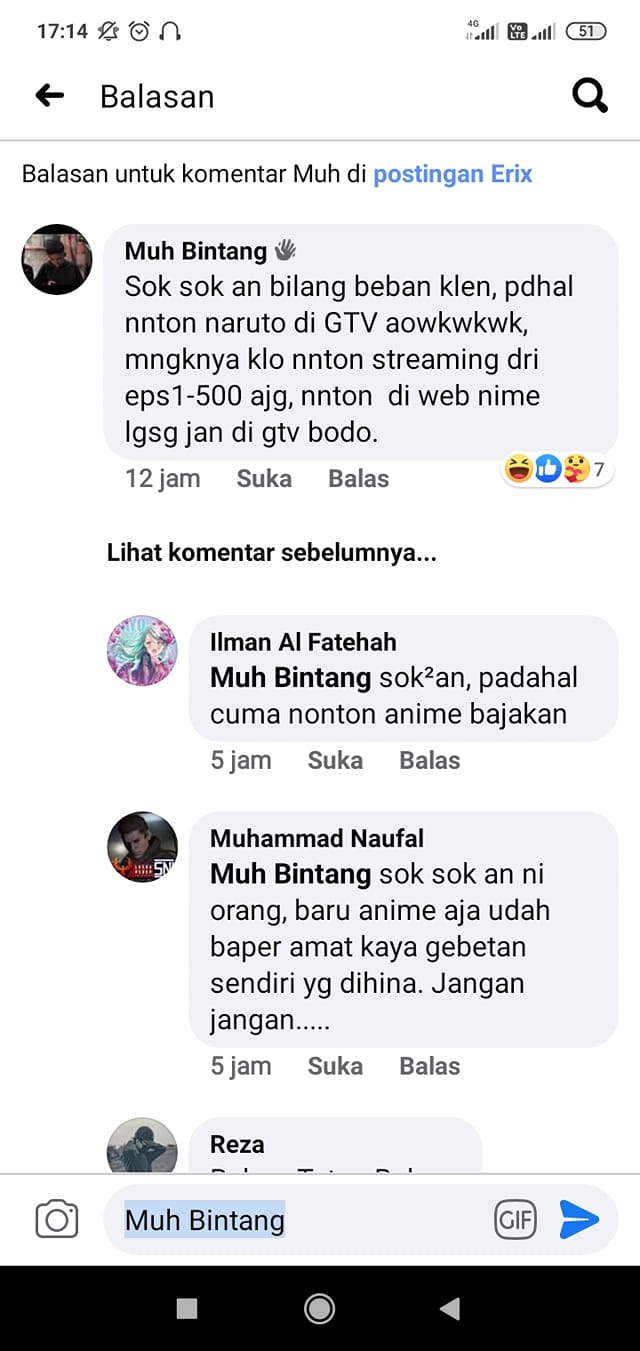 17:14 4G Vo LTE 51
Balasan
Balasan untuk komentar Muh di postingan Erix
Muh Bintang
Sok sok an bilang beban klen, pdhal
nnton naruto di GTV aowkwkwk,
mngknya klo nnton streaming dri
eps1-500 ajg, nnton di web nime
lgsg jan di gtv bodo.
12 jam Suka Balas 7
Lihat komentar sebelumnya...
Ilman Al Fatehah
Muh Bintang sok²an, padahal
cuma nonton anime bajakan
5 jam Suka Balas
Muhammad Naufal
Muh Bintang sok sok an ni
orang, baru anime aja udah
baper amat kaya gebetan
sendiri yg dihina. Jangan
jangan.....
5 jam Suka Balas
Reza
Muh Bintang GIF